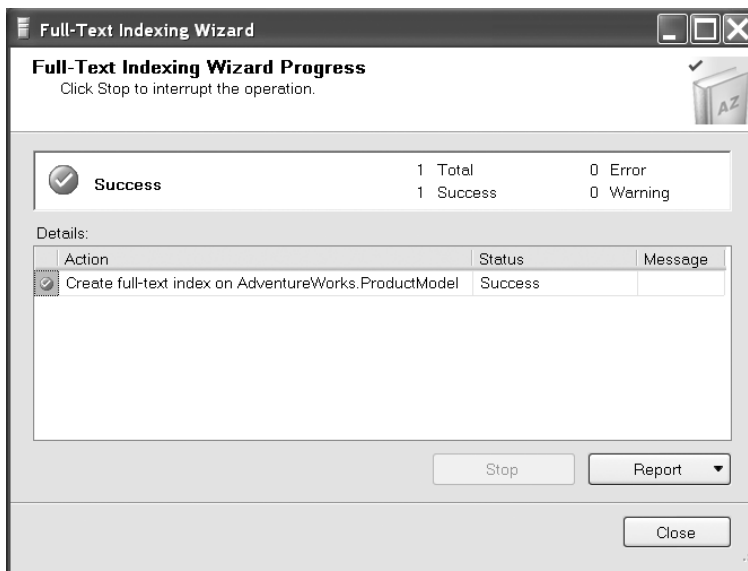 Full-Text Indexing Wizard
Full-Text Indexing Wizard Progress
Click Stop to interrupt the operation.
AZ
Success
1 Total
0 Error
1 Success
0 Warning
Details:
Action Status Message
Create full-text index on AdventureWorks.ProductModel Success
Stop Report
Close